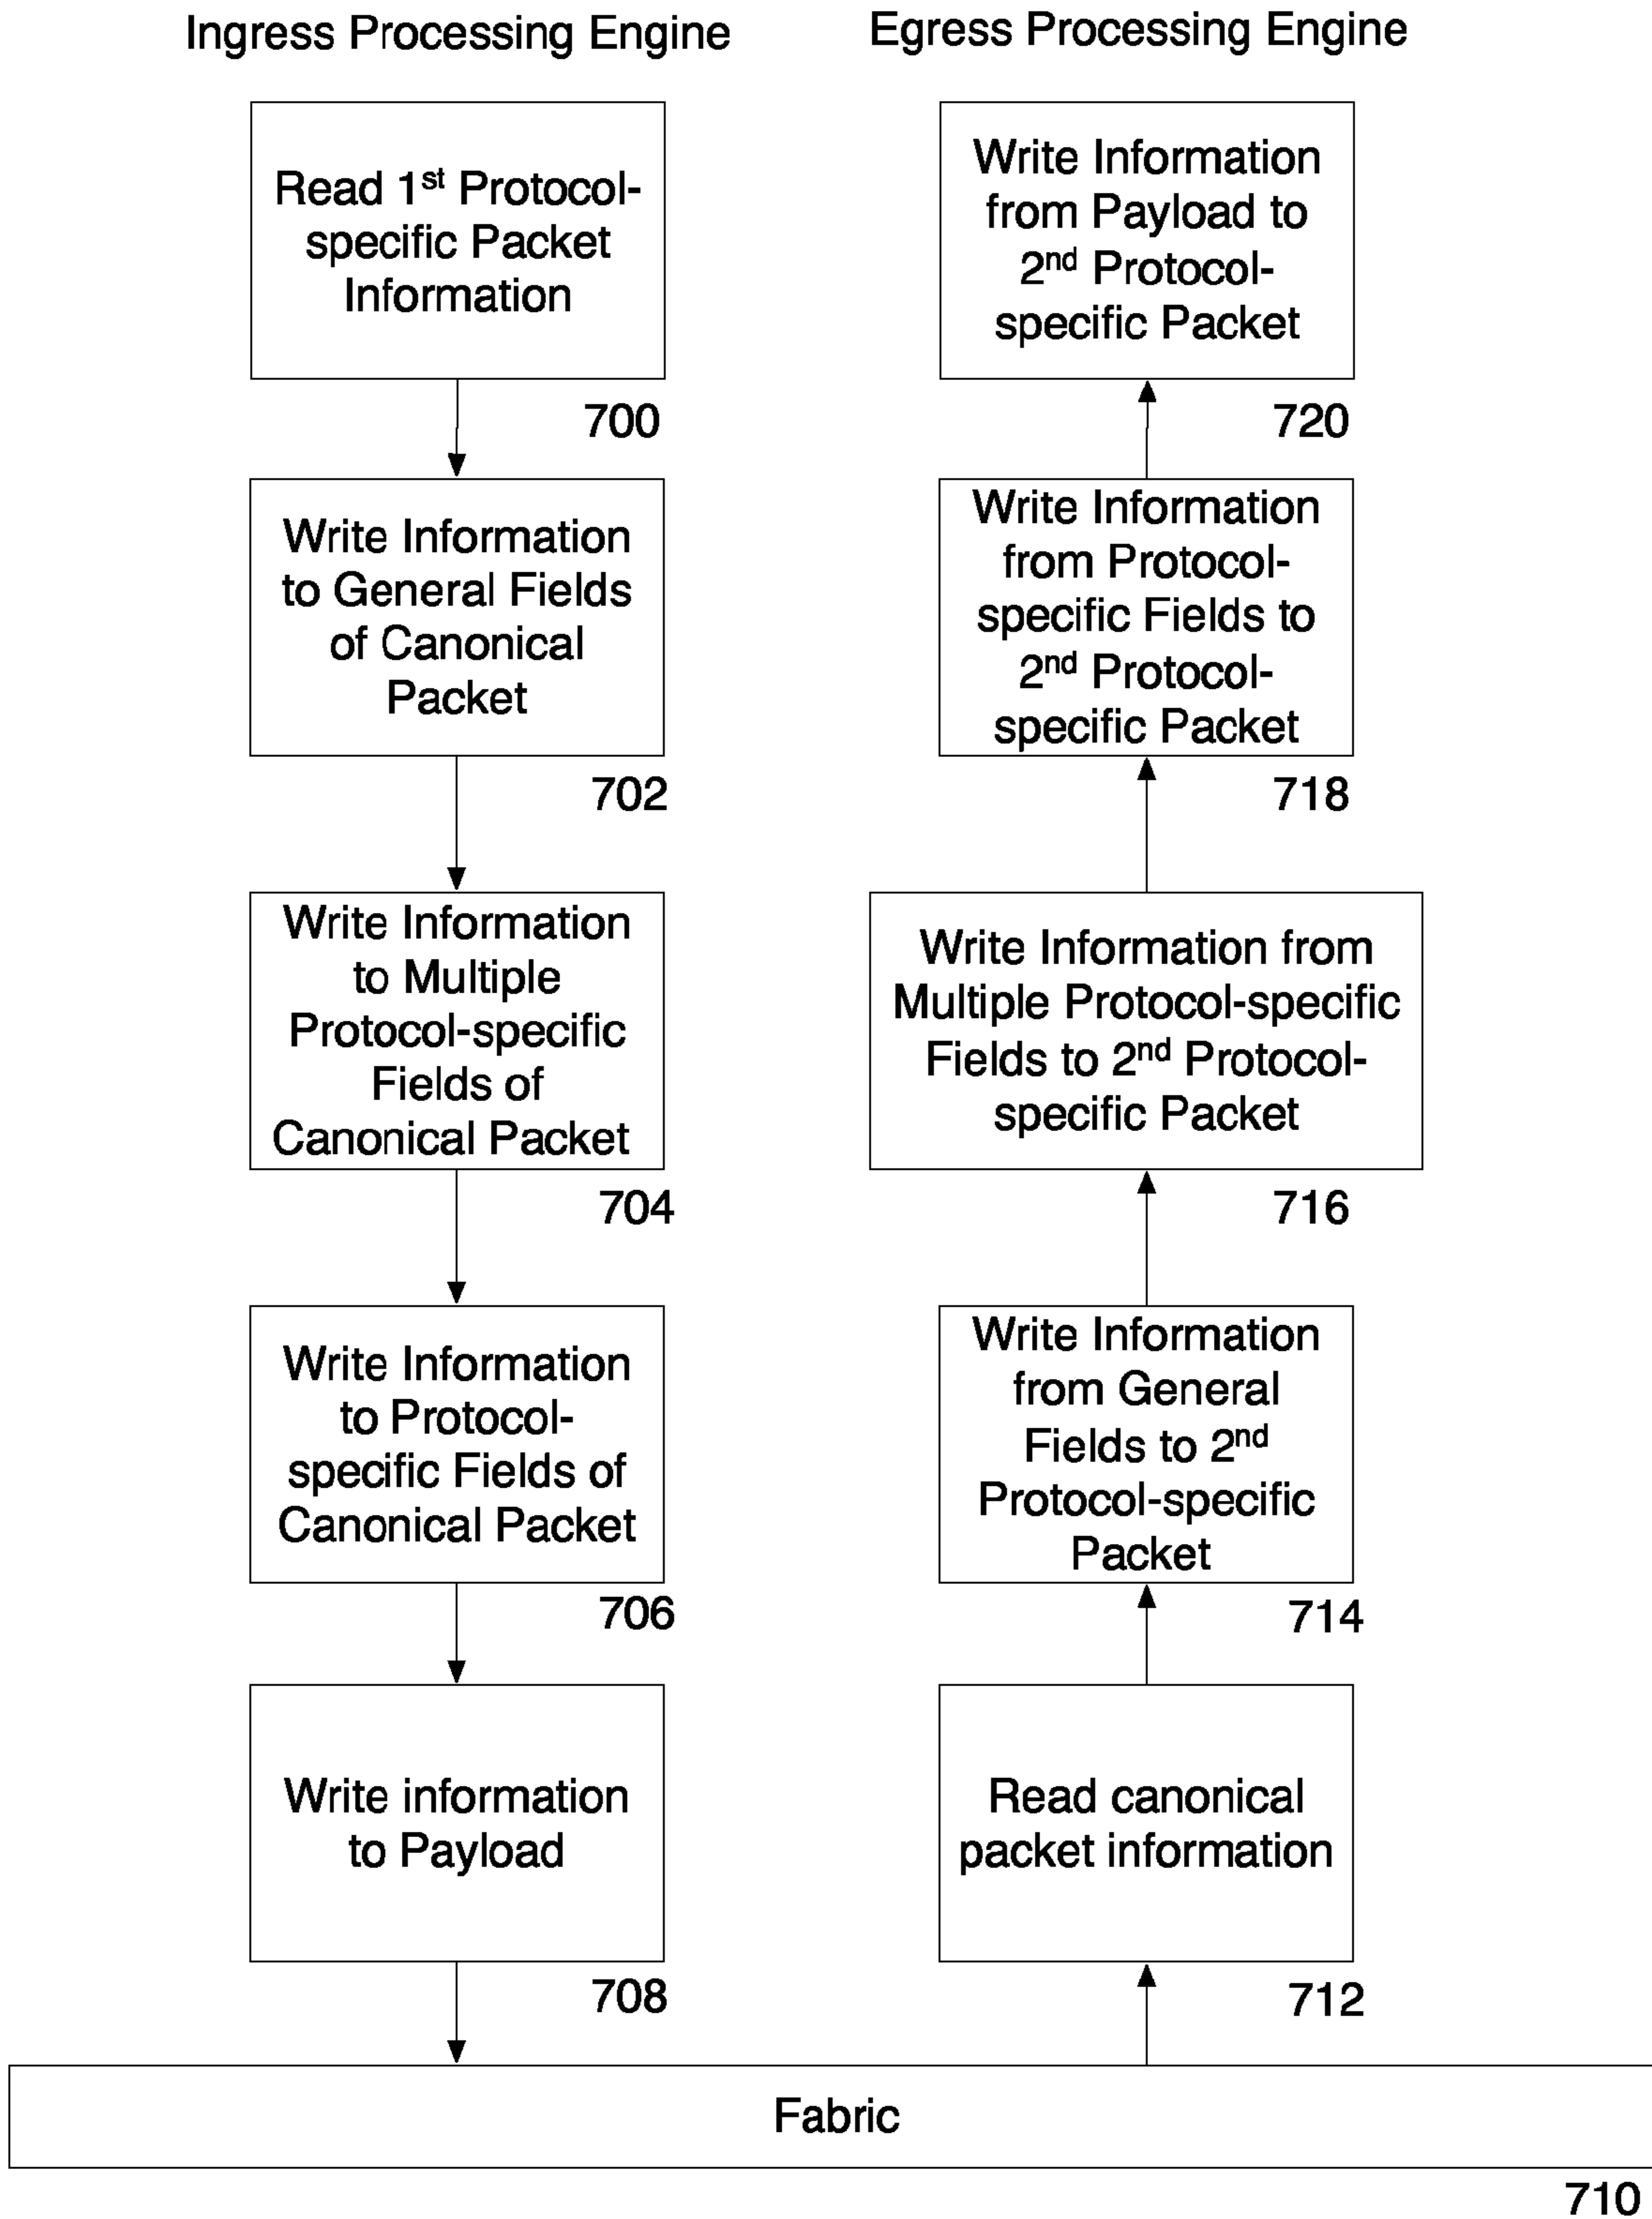 Ingress Processing Engine
Read 1st Protocol-
specific Packet
Information
700
Write Information
to General Fields
of Canonical
Packet
702
Write Information
to Multiple
Protocol-specific
Fields of
Canonical Packet
704
Write Information
to Protocol-
specific Fields of
Canonical Packet
706
Write information
to Payload
708
Egress Processing Engine
Write Information
from Payload to
2nd Protocol-
specific Packet
720
Write Information
from Protocol-
specific Fields to
2nd Protocol-
specific Packet
718
Write Information from
Multiple Protocol-specific
Fields to 2nd Protocol-
specific Packet
716
Write Information
from General
Fields to 2nd
Protocol-specific
Packet
714
Read canonical
packet information
712
Fabric
710